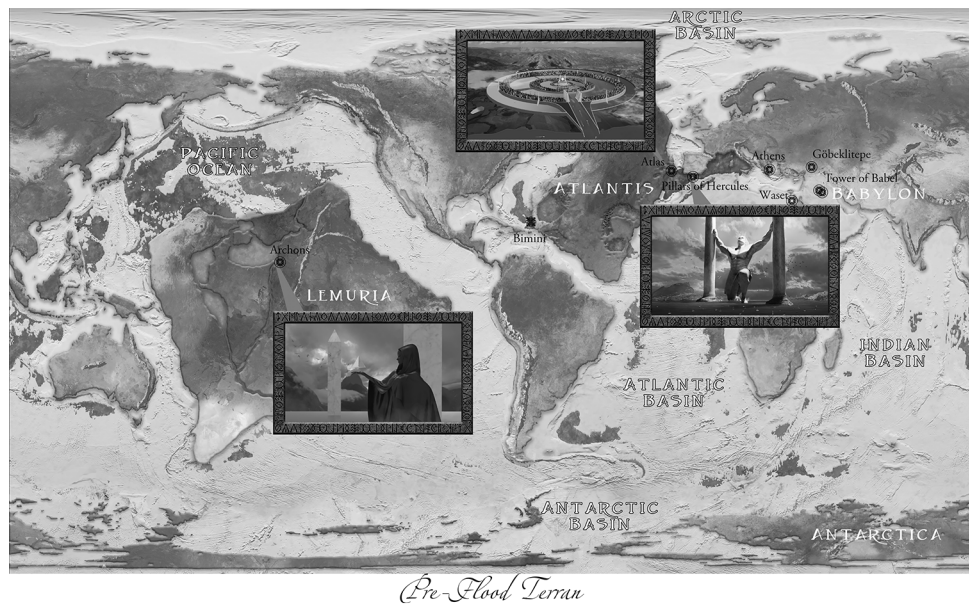 ARCTIC
BASIN
PACIFIC
OCEAN
Atlas
Athens
Göbeklitepe
ATLANTIS
Pillars of Hercules
Tower of Babel
BABYLON
Waset
Bimini
Archons
LEMURIA
INDIAN
BASIN
ATLANTIC
BASIN
ANTARCTIC
BASIN
ANTARCTICA
Pre-Flood Terran